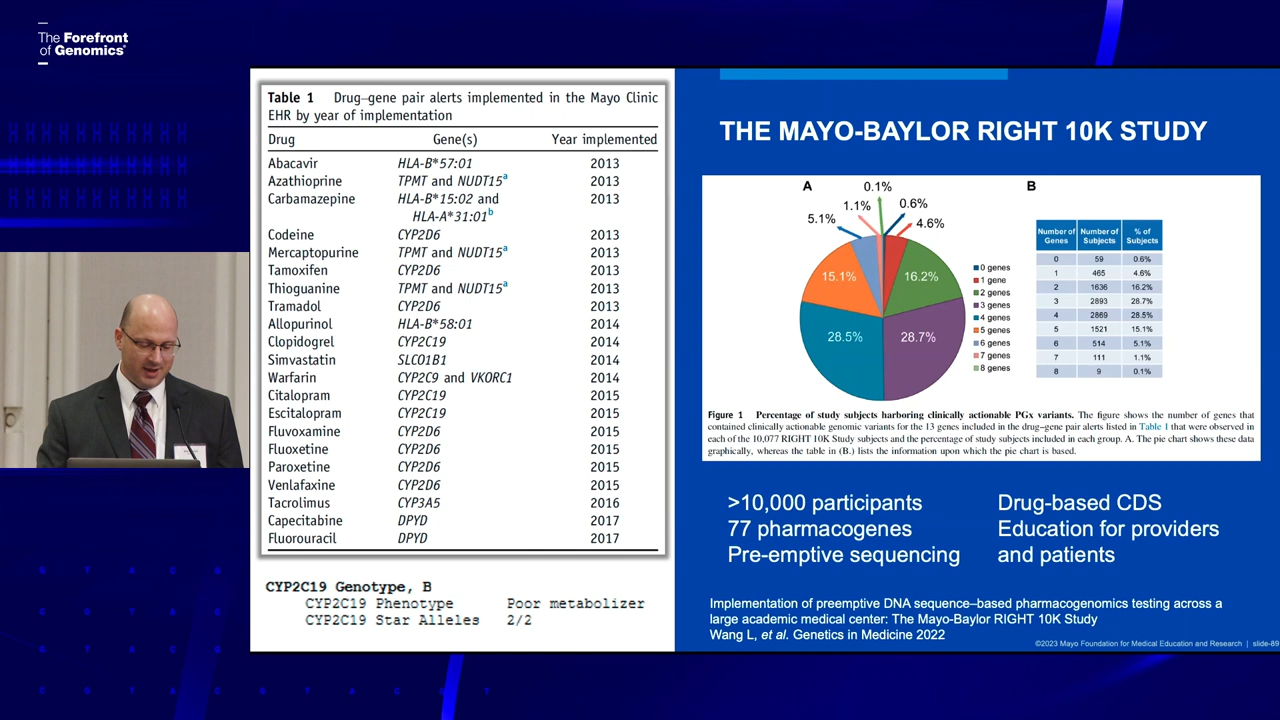 The Forefront
of Genomics®
Table 1 Drug–gene pair alerts implemented in the Mayo Clinic
EHR by year of implementation
Drug Gene(s) Year implemented
Abacavir HLA-B*57:01 2013
Azathioprine TPMT and NUDT15a 2013
Carbamazepine HLA-B*15:02 and 2013
HLA-A*31:01b
Codeine CYP2D6 2013
Mercaptopurine TPMT and NUDT15a 2013
Tamoxifen CYP2D6 2013
Thioguanine TPMT and NUDT15a 2013
Tramadol CYP2D6 2013
Allopurinol HLA-B*58:01 2014
Clopidogrel CYP2C19 2014
Simvastatin SLCO1B1 2014
Warfarin CYP2C9 and VKORC1 2014
Citalopram CYP2C19 2015
Escitalopram CYP2C19 2015
Fluvoxamine CYP2D6 2015
Fluoxetine CYP2D6 2015
Paroxetine CYP2D6 2015
Venlafaxine CYP2D6 2015
Tacrolimus CYP3A5 2016
Capecitabine DPYD 2017
Fluorouracil DPYD 2017
CYP2C19 Genotype, B
CYP2C19 Phenotype Poor metabolizer
CYP2C19 Star Alleles 2/2
THE MAYO-BAYLOR RIGHT 10K STUDY
A
0.1%
1.1% 0.6%
5.1% 4.6%
15.1% 16.2%
28.5% 28.7%
0 genes
1 gene
2 genes
3 genes
4 genes
5 genes
6 genes
7 genes
8 genes
B
Number of Genes Number of Subjects % of Subjects
0 59 0.6%
1 465 4.6%
2 1636 16.2%
3 2893 28.7%
4 2869 28.5%
5 1521 15.1%
6 514 5.1%
7 111 1.1%
8 9 0.1%
Figure 1 Percentage of study subjects harboring clinically actionable PGx variants. The figure shows the number of genes that
contained clinically actionable genomic variants for the 13 genes included in the drug–gene pair alerts listed in Table 1 that were observed in
each of the 10,077 RIGHT 10K Study subjects and the percentage of study subjects included in each group. A. The pie chart shows these data
graphically, whereas the table in (B.) lists the information upon which the pie chart is based.
>10,000 participants
77 pharmacogenes
Pre-emptive sequencing
Drug-based CDS
Education for providers
and patients
Implementation of preemptive DNA sequence–based pharmacogenomics testing across a
large academic medical center: The Mayo-Baylor RIGHT 10K Study
Wang L, et al. Genetics in Medicine 2022
©2023 Mayo Foundation for Medical Education and Research | slide-89